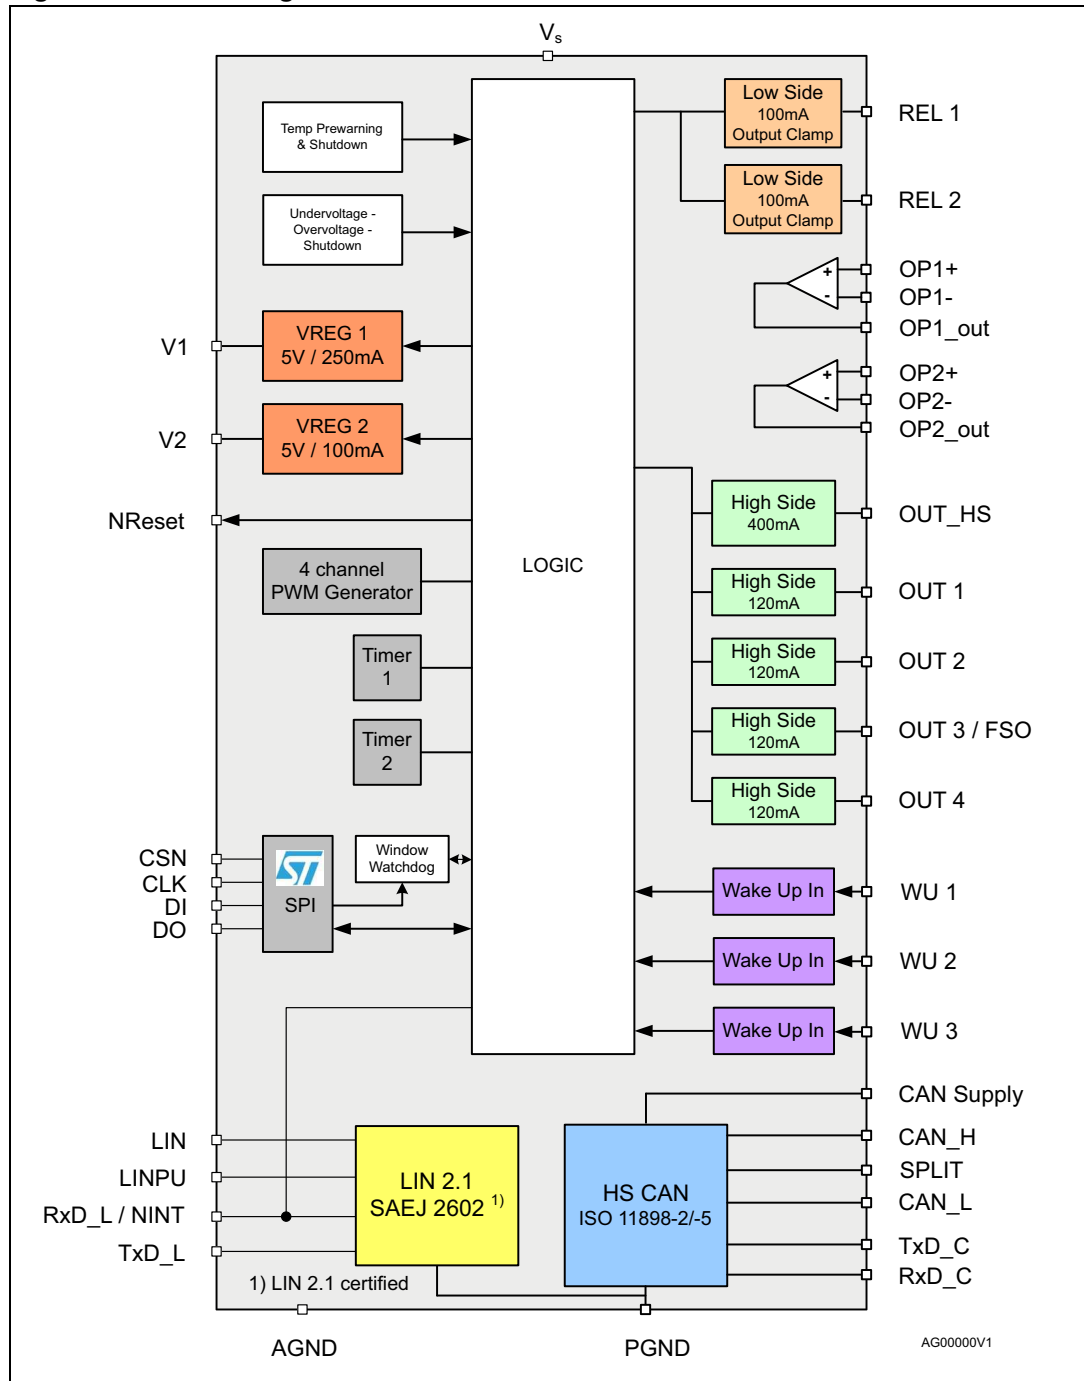 Vs
Temp Prewarning
& Shutdown
Undervoltage -
Overvoltage -
Shutdown
V1
VREG 1
5V / 250mA
V2
VREG 2
5V / 100mA
NReset
4 channel
PWM Generator
Timer
1
Timer
2
CSN
CLK
DI
DO
ST
SPI
Window
Watchdog
LOGIC
Low Side
100mA
Output Clamp
REL 1
Low Side
100mA
Output Clamp
REL 2
+
-
OP1+
OP1-
OP1_out
+
-
OP2+
OP2-
OP2_out
High Side
400mA
OUT_HS
High Side
120mA
OUT 1
High Side
120mA
OUT 2
High Side
120mA
OUT 3 / FSO
High Side
120mA
OUT 4
Wake Up In
WU 1
Wake Up In
WU 2
Wake Up In
WU 3
LIN
LINPU
RxD_L / NINT
TxD_L
LIN 2.1
SAEJ 2602 1)
1) LIN 2.1 certified
HS CAN
ISO 11898-2/-5
CAN Supply
CAN_H
SPLIT
CAN_L
TxD_C
RxD_C
AGND
PGND
AG00000V1